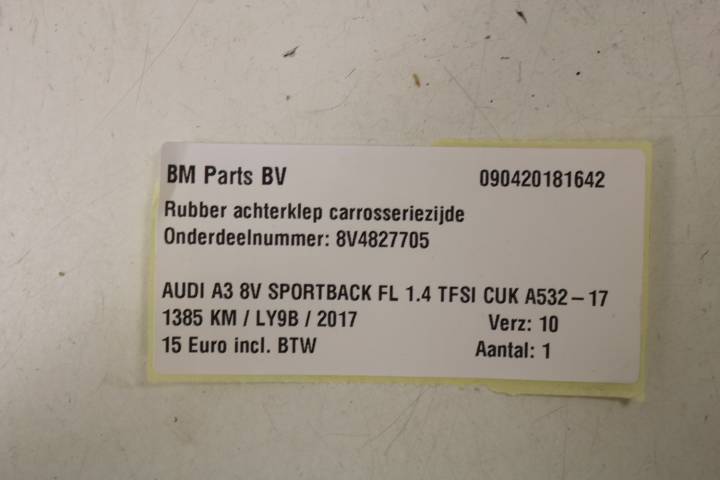 BM Parts BV 090420181642
Rubber achterklep carrosseriezijde
Onderdeelnummer: 8V4827705
AUDI A3 8V SPORTBACK FL 1.4 TFSI CUK A532-17
1385 KM / LY9B / 2017 Verz: 10
15 Euro incl. BTW Aantal: 1